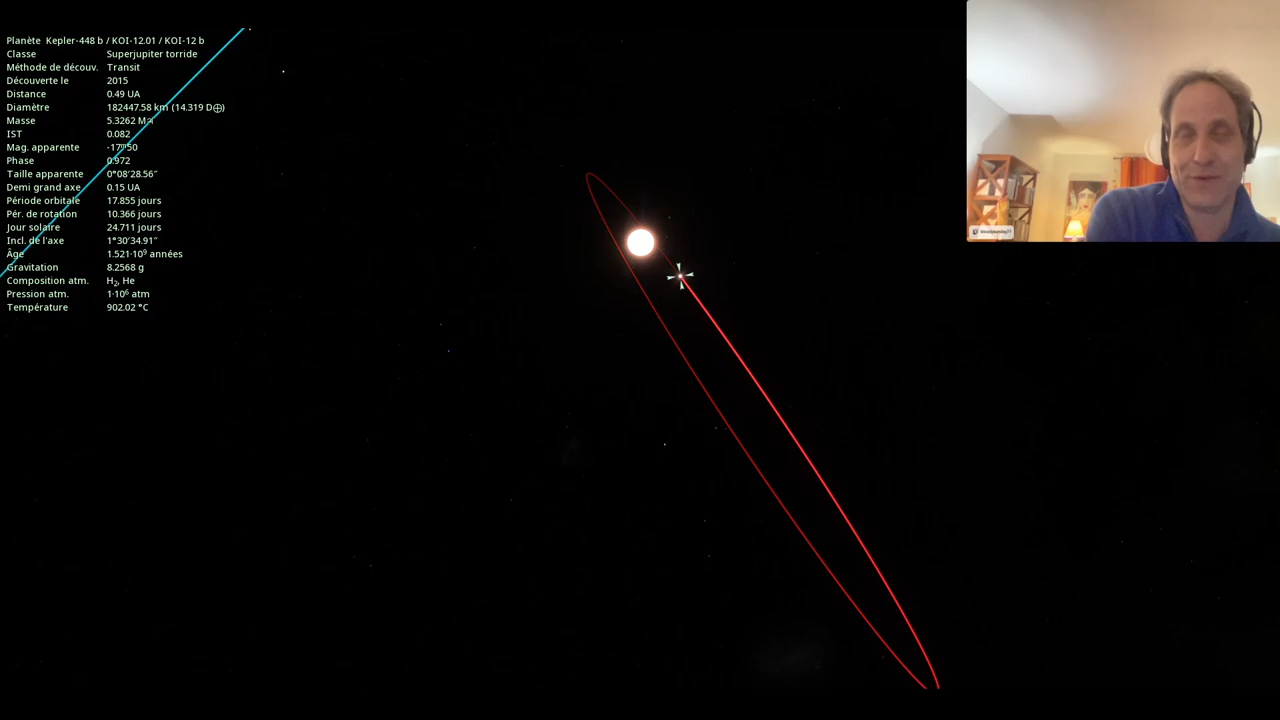 Planète Kepler-448 b / KOI-12.01 / KOI-12 b
Classe Superjupiter torride
Méthode de découv. Transit
Découverte le 2015
Distance 0.49 UA
Diamètre 182447.58 km (14.319 D⊕)
Masse 5.3262 M♃
IST 0.082
Mag. apparente -17ᵐ50
Phase 0.972
Taille apparente 0°08′28.56″
Demi grand axe 0.15 UA
Période orbitale 17.855 jours
Pér. de rotation 10.366 jours
Jour solaire 24.711 jours
Incl. de l'axe 1°30′34.91″
Âge 1.521·10⁹ années
Gravitation 8.2568 g
Composition atm. H₂, He
Pression atm. 1·10⁶ atm
Température 902.02 °C